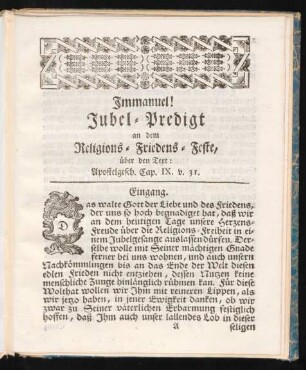 Immanuel!
Jubel-Predigt
an dem
Religions-Friedens-Feste,
über den Text:
Apostelgesch. Cap. IX. v. 31.
Eingang.
Das walte Gott der Liebe und des Friedens,
der uns so hoch begnadiget hat, daß wir
an dem heutigen Tage unsere Herzens-
Freude über die Religions-Freiheit in ei-
nem Jubelgesange auslassen dürfen. Der-
selbe wolle mit Seiner mächtigen Gnade
ferner bei uns wohnen, und auch unsern
Nachkömmlingen bis an das Ende der Welt diesen
edlen Frieden nicht entziehen, dessen Nutzen keine
menschliche Zunge hinlänglich rühmen kan. Für diese
Wolthat wollen wir Ihm mit reineren Lippen, als
wir jezo haben, in jener Ewigkeit danken, ob wir
zwar zu Seiner väterlichen Erbarmung festiglich
hoffen, daß Ihm auch unser lallendes Lob in dieser
A seligen